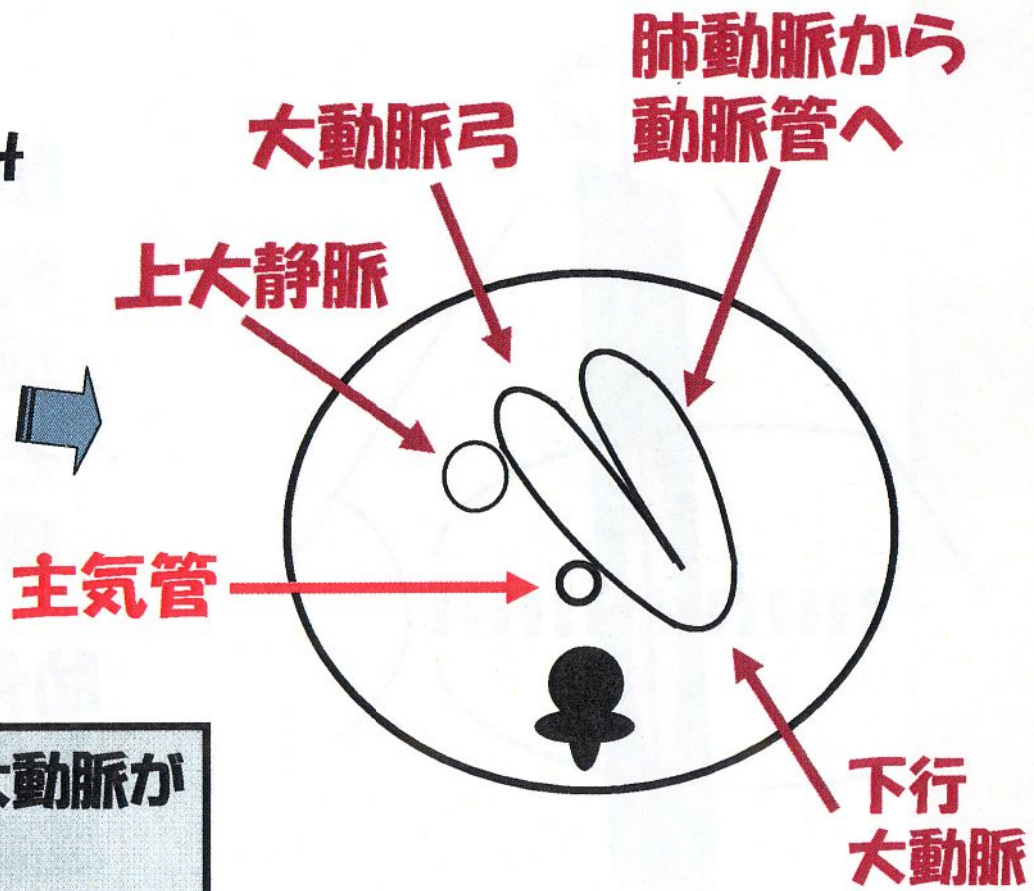 肺動脈から
動脈管へ
大動脈弓
上大静脈
主気管
大動脈が
下行
大動脈